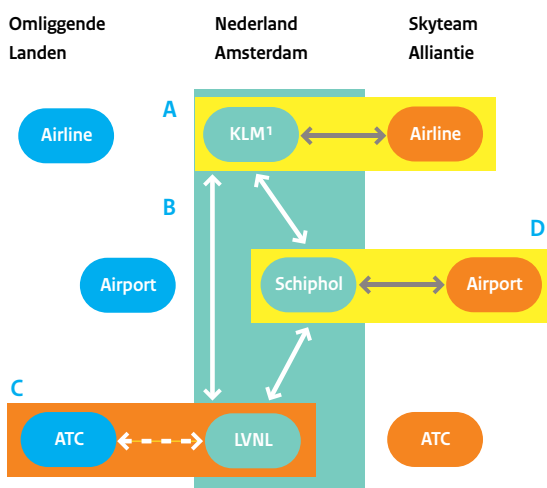 Omliggende
Landen
Nederland
Amsterdam
Skyteam
Alliantie
A
Airline
KLM¹
Airline
B
D
Airport
Schiphol
Airport
C
ATC
LVNL
ATC